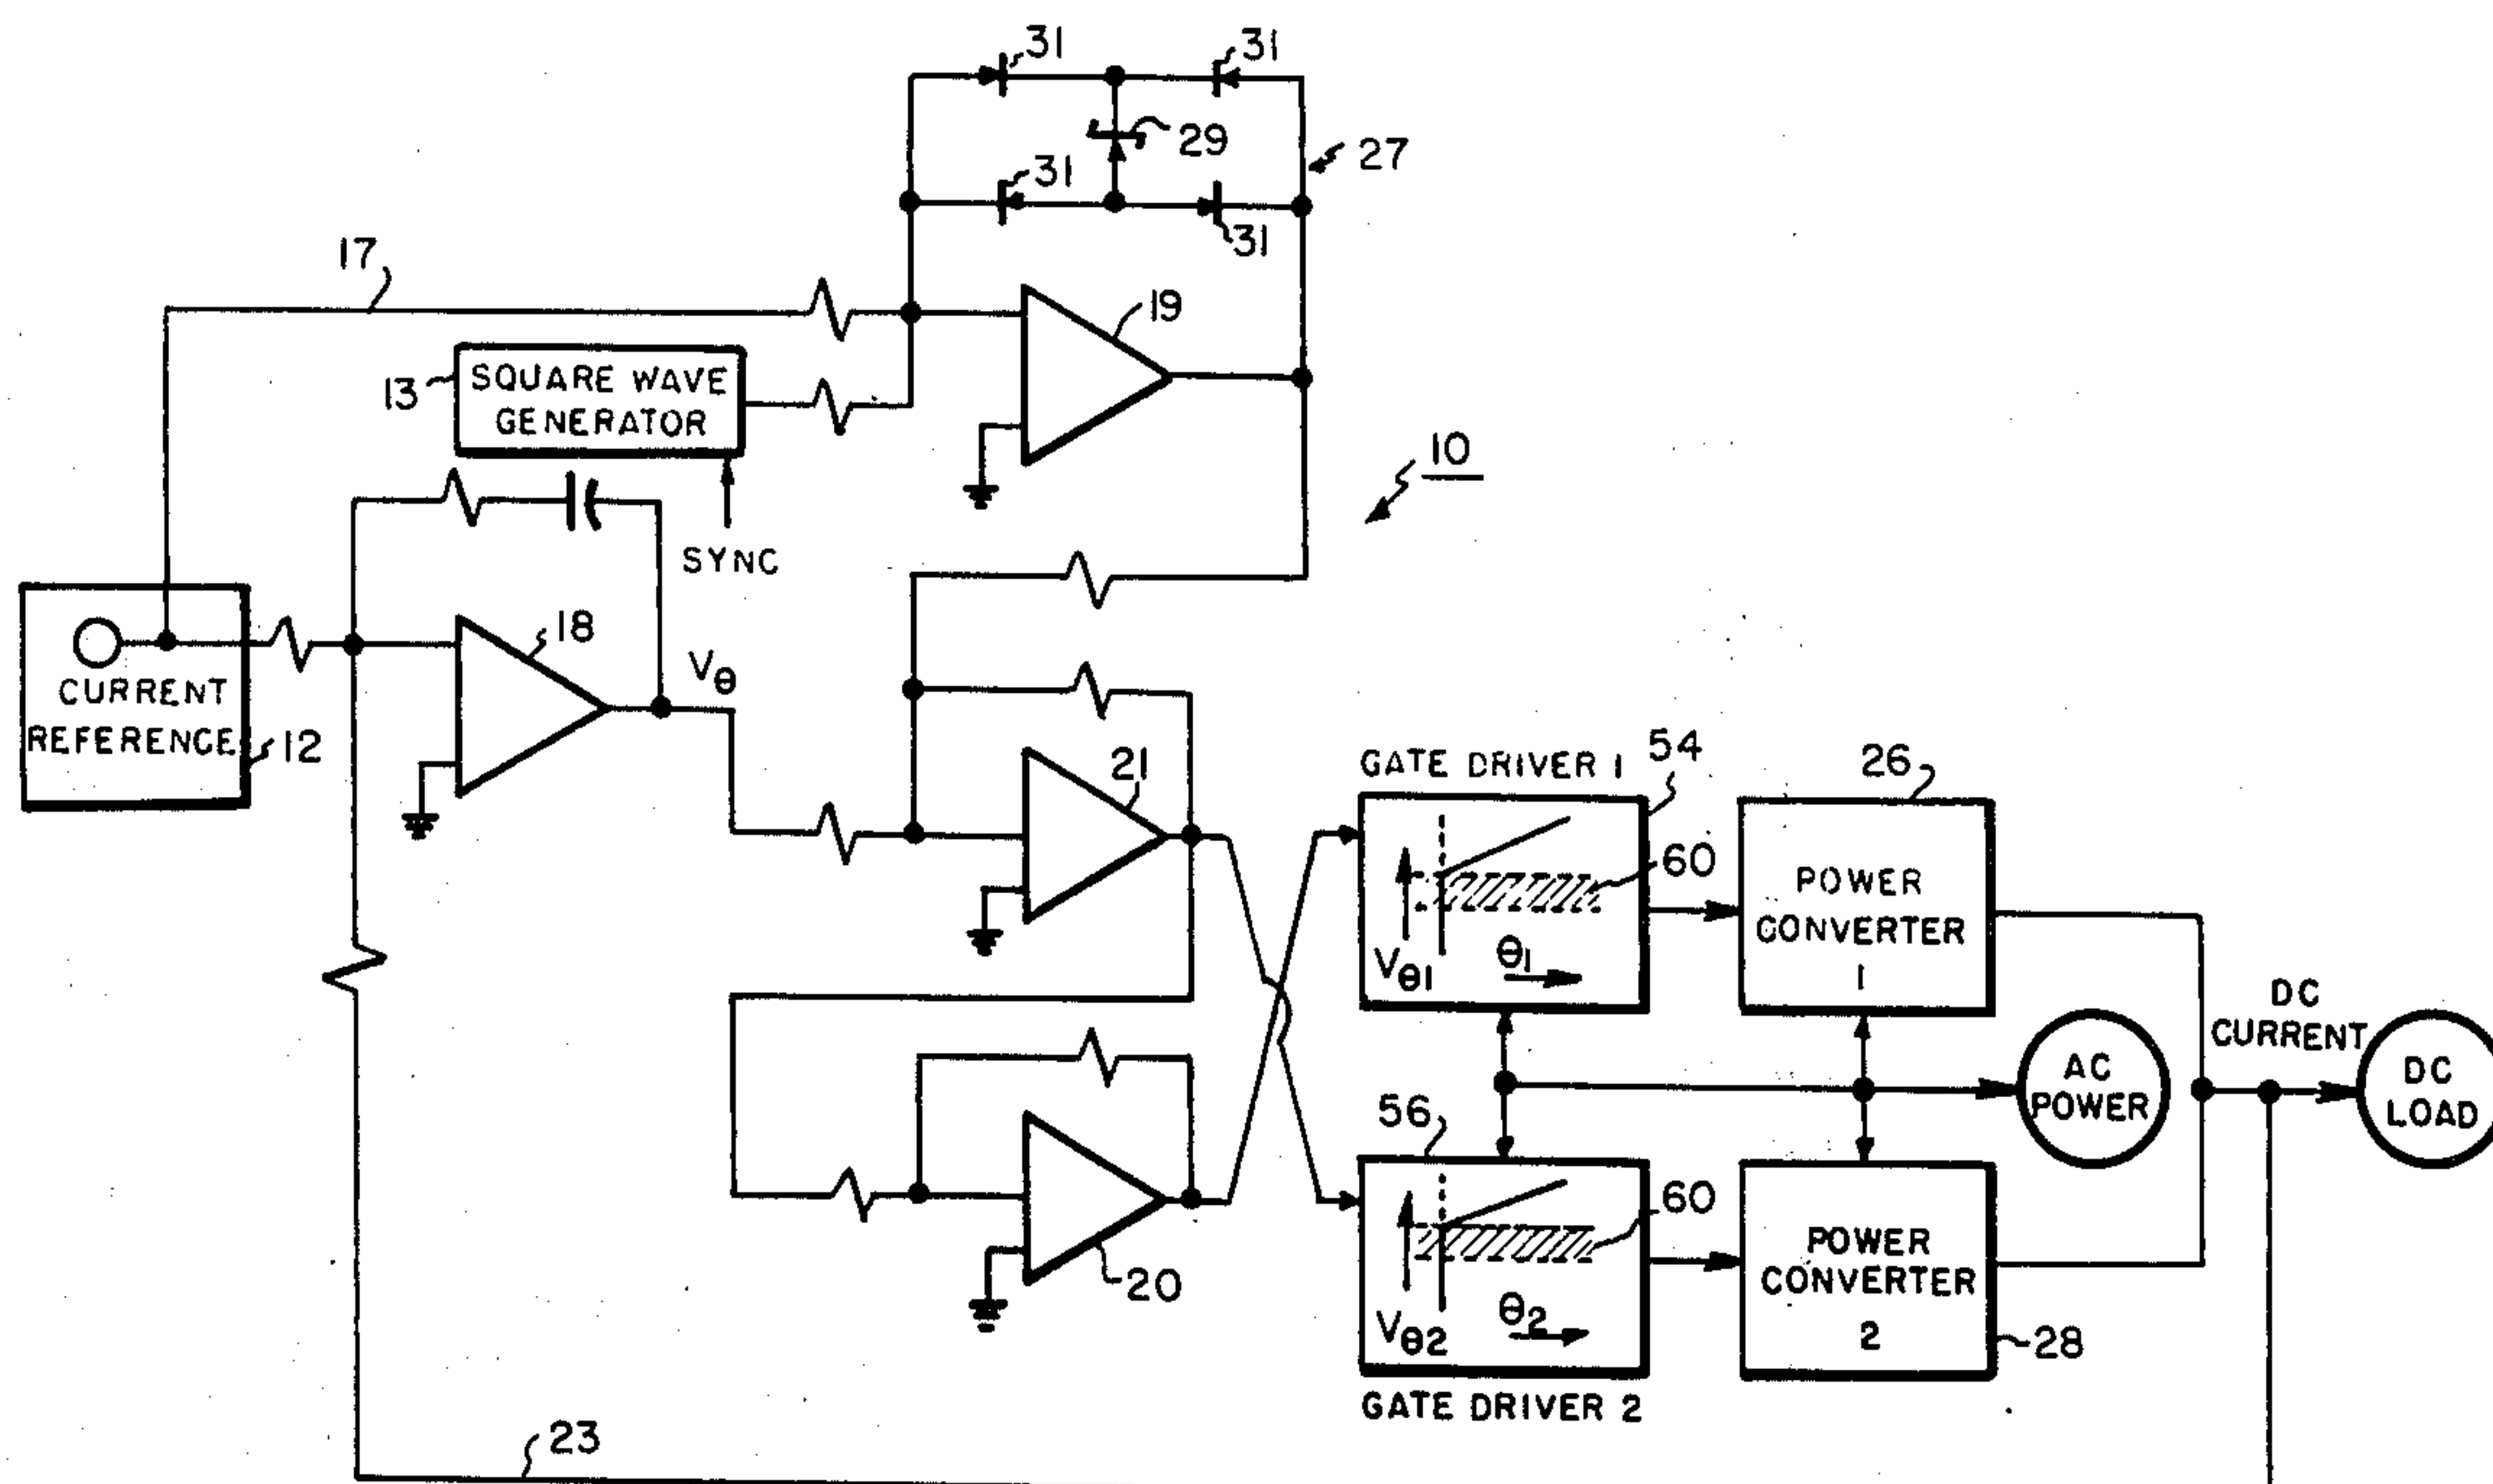 31
31
29
27
31
31
17
19
13
SQUARE WAVE
GENERATOR
10
SYNC
18
Vθ
CURRENT
REFERENCE
12
21
GATE DRIVER 1
54
26
60
POWER
CONVERTER
1
Vθ1
θ1
DC
CURRENT
AC
POWER
DC
LOAD
56
60
20
POWER
CONVERTER
2
Vθ2
θ2
28
GATE DRIVER 2
23